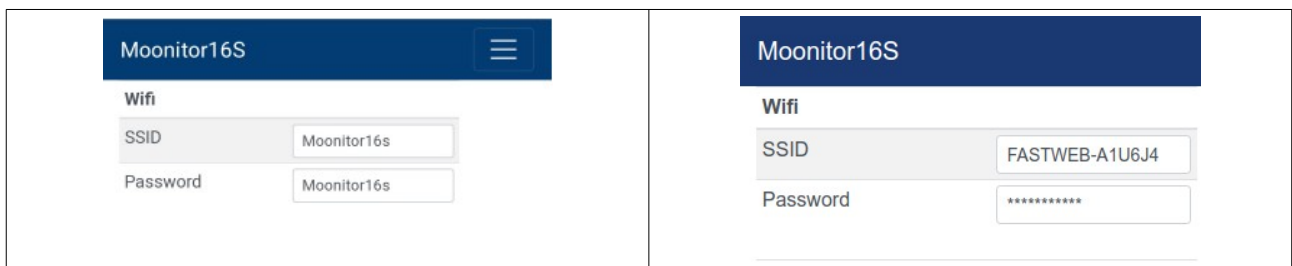 Moonitor16S
Wifi
SSID Moonitor16s
Password Moonitor16s
Moonitor16S
Wifi
SSID FASTWEB-A1U6J4
Password ***********